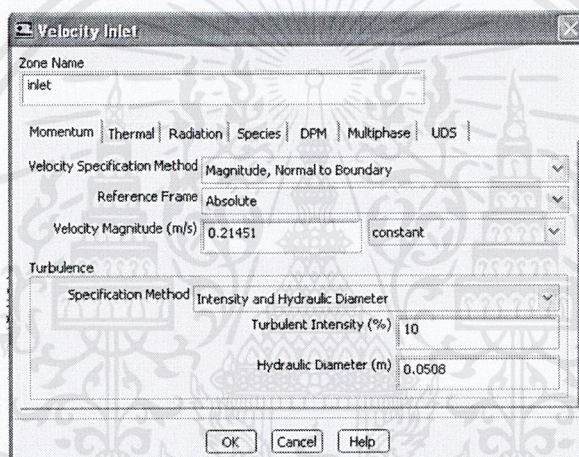 Velocity Inlet
Zone Name
inlet
Momentum Thermal Radiation Species DPM Multiphase UDS
Velocity Specification Method Magnitude, Normal to Boundary
Reference Frame Absolute
Velocity Magnitude (m/s) 0.21451 constant
Turbulence
Specification Method Intensity and Hydraulic Diameter
Turbulent Intensity (%) 10
Hydraulic Diameter (m) 0.0508
OK Cancel Help